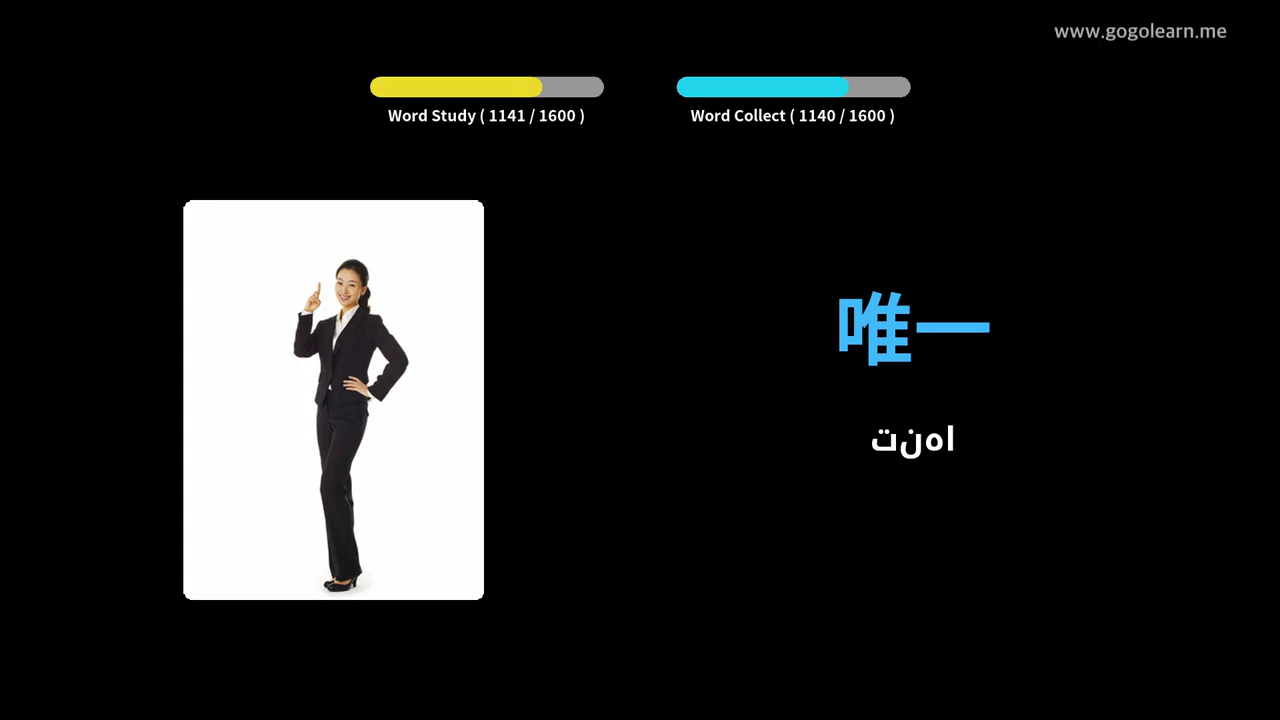 www.gogolearn.me
Word Study ( 1141 / 1600 )
Word Collect ( 1140 / 1600 )
唯一
تنها